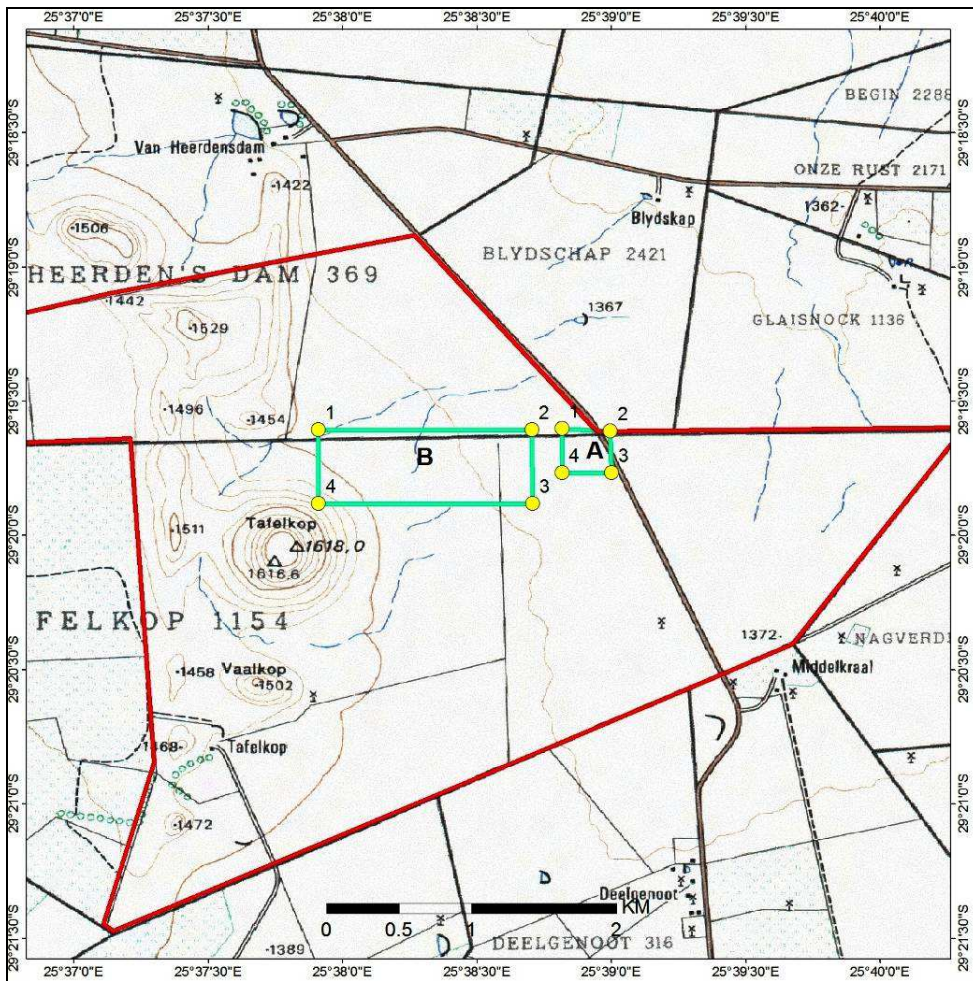 25°37'0"E 25°37'30"E 25°38'0"E 25°38'30"E 25°39'0"E 25°39'30"E 25°40'0"E
BEGIN 2288
29°18'30"S 29°18'30"S
Van Heerdensdam
ONZE RUST 2171
1422
1362
Blydskap
1506
BLYDSCHAP 2421
29°19'0"S 29°19'0"S
HEERDEN'S DAM 369
1442
1367
1529
GLAISNOCK 1136
29°19'30"S 29°19'30"S
1496
1454
1 2 1 2
B A
4 3 4 3
1511
Tafelkop
29°20'0"S 29°20'0"S
1618,0
1616,6
FELKOP 1154
1372
NAGVERD
29°20'30"S 29°20'30"S
1458
Vaalkop
1502
Middelkraal
1468
Tafelkop
29°21'0"S 29°21'0"S
1472
Deelgenoot
KM
0 0.5 1 2
29°21'30"S 29°21'30"S
1389
DEELGENOOT 316
25°37'0"E 25°37'30"E 25°38'0"E 25°38'30"E 25°39'0"E 25°39'30"E 25°40'0"E